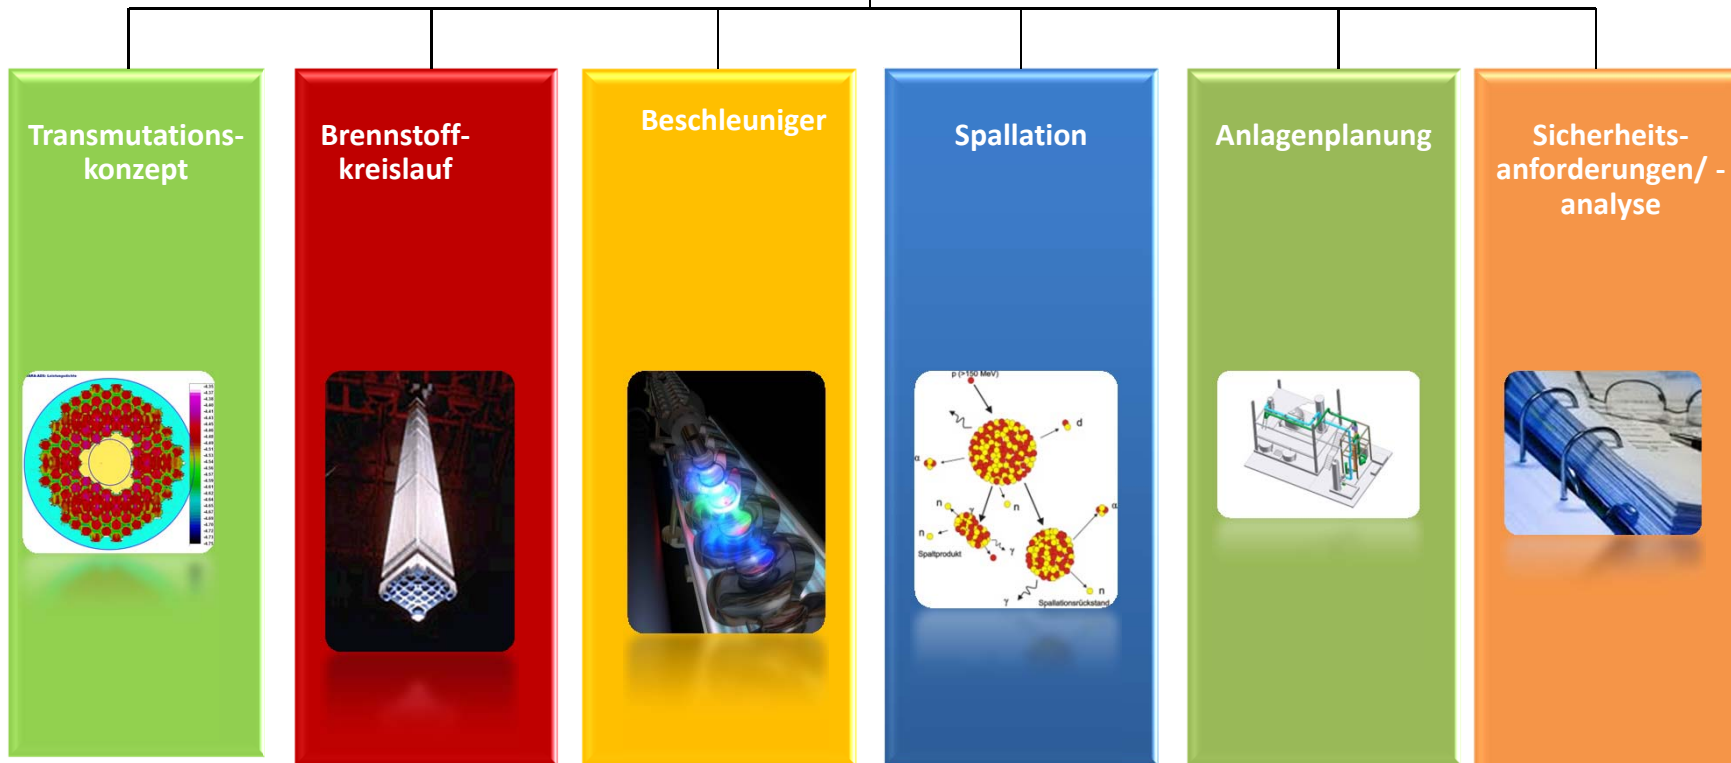 Transmutations-
konzept
Brennstoff-
kreislauf
Beschleuniger
Spallation
Anlagenplanung
Sicherheits-
anforderungen/ -
analyse
p (>150 MeV)
d
α
n
n
γ
α
n
γ
Spaltprodukt
n
γ
Spallationsrückstand